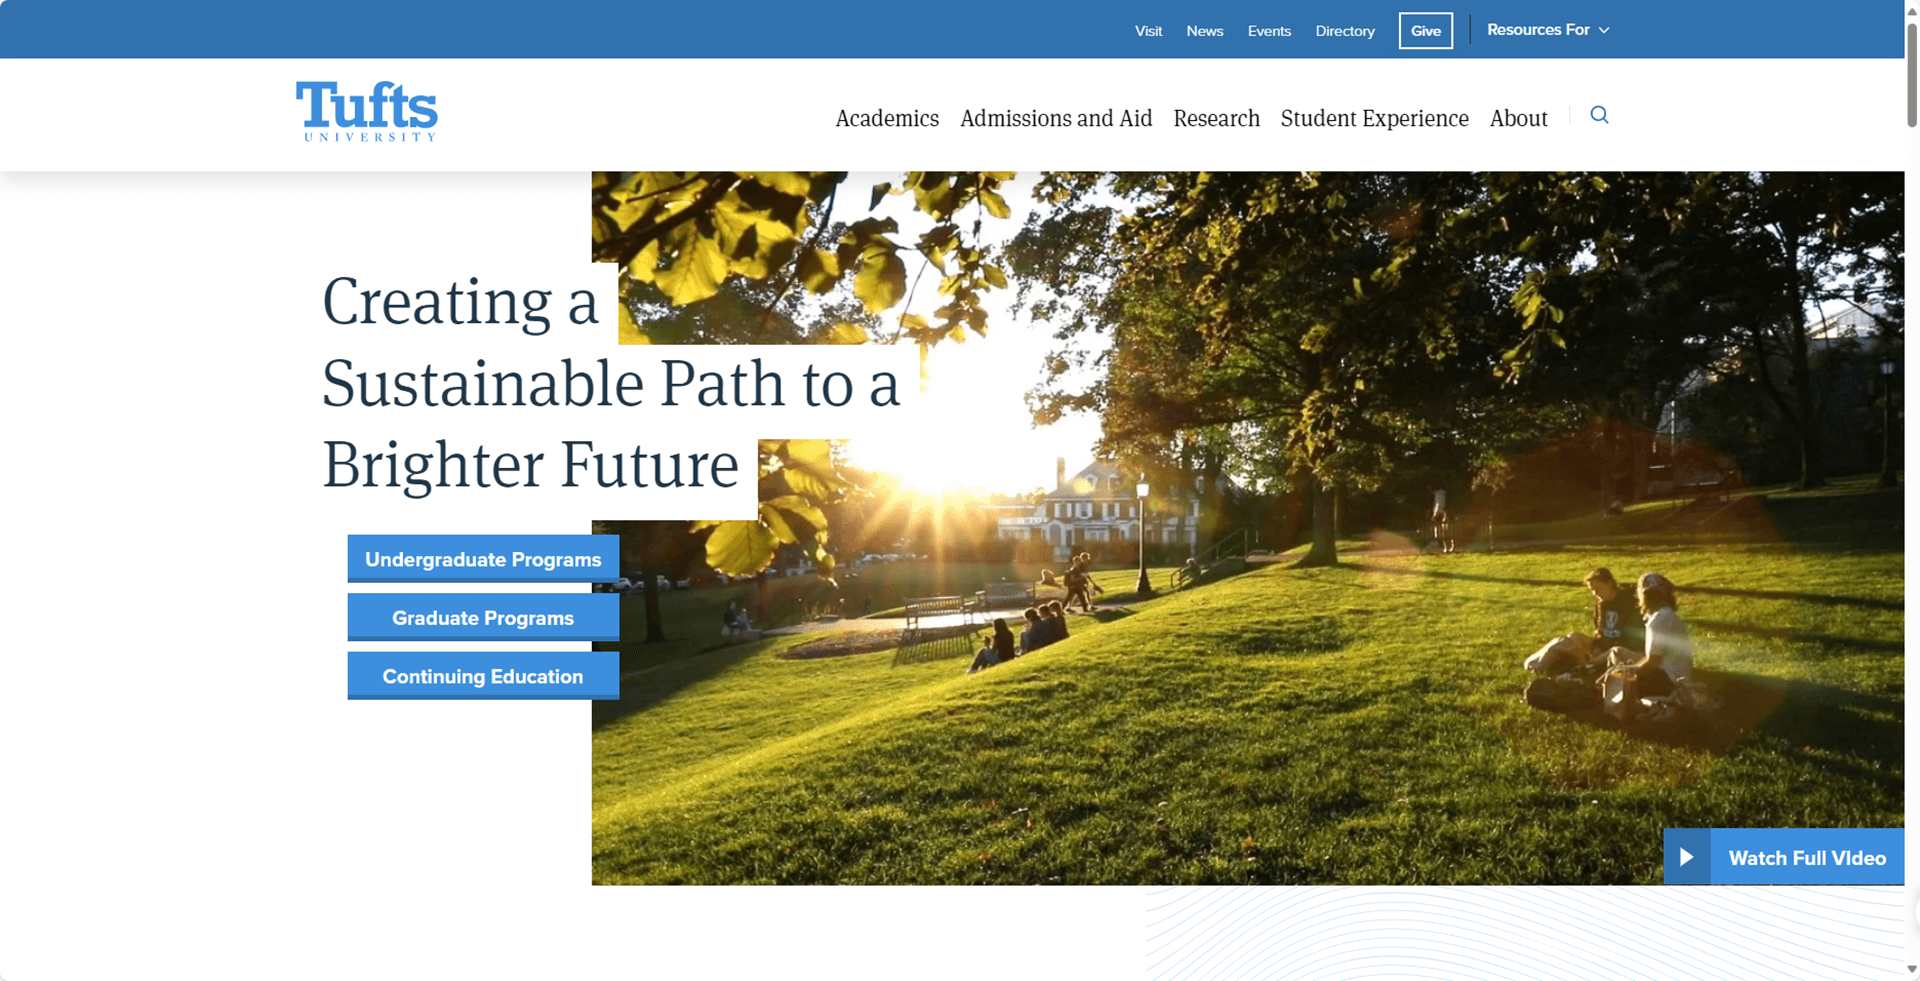 Visit News Events Directory Give Resources For
Tufts
UNIVERSITY
Academics Admissions and Aid Research Student Experience About
Creating a
Sustainable Path to a
Brighter Future
Undergraduate Programs
Graduate Programs
Continuing Education
Watch Full VIdeo